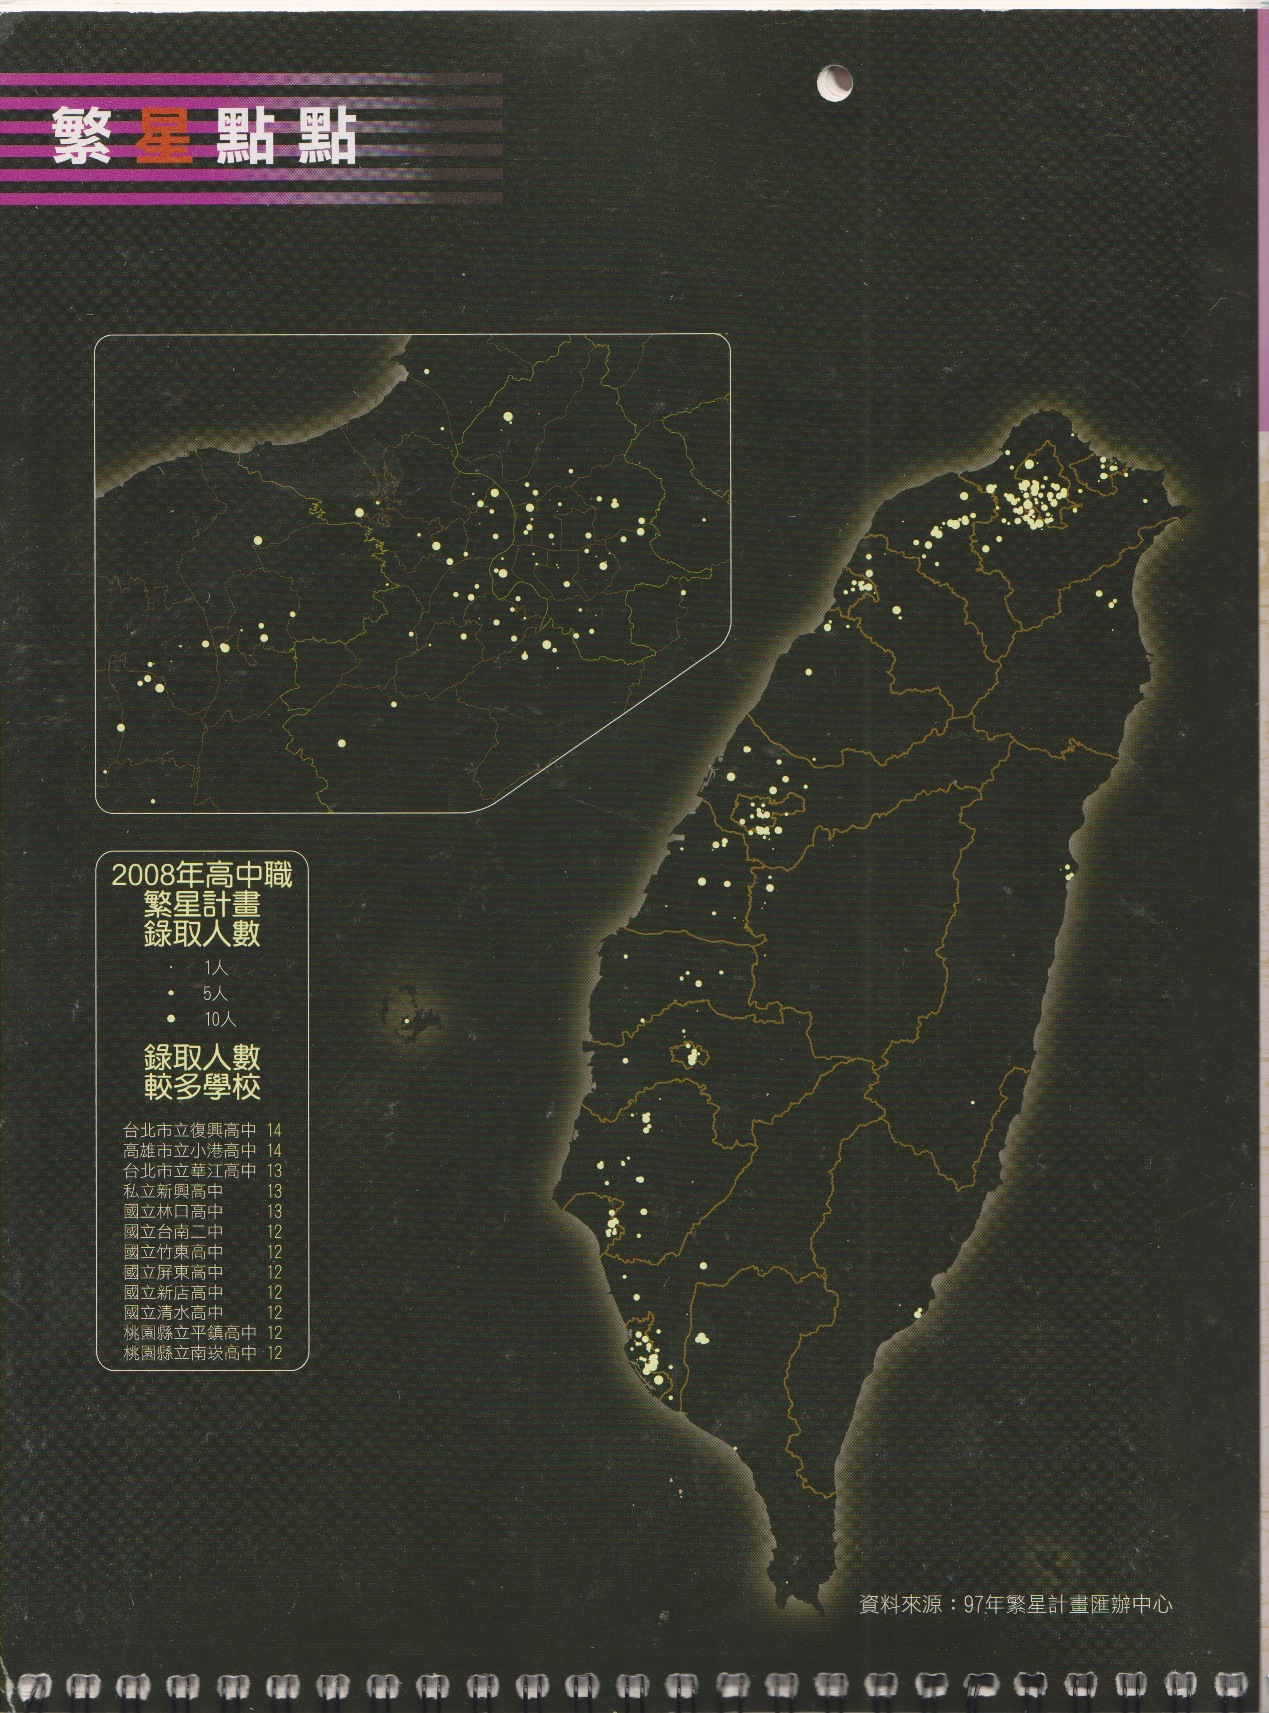 繁星點點
2008年高中職
繁星計畫
錄取人數
1人
5人
10人
錄取人數
較多學校
台北市立復興高中 14
高雄市立小港高中 14
台北市立華江高中 13
私立新興高中 13
國立林口高中 13
國立台南二中 12
國立竹東高中 12
國立屏東高中 12
國立新店高中 12
國立清水高中 12
桃園縣立平鎮高中 12
桃園縣立南崁高中 12
資料來源：97年繁星計畫匯辦中心